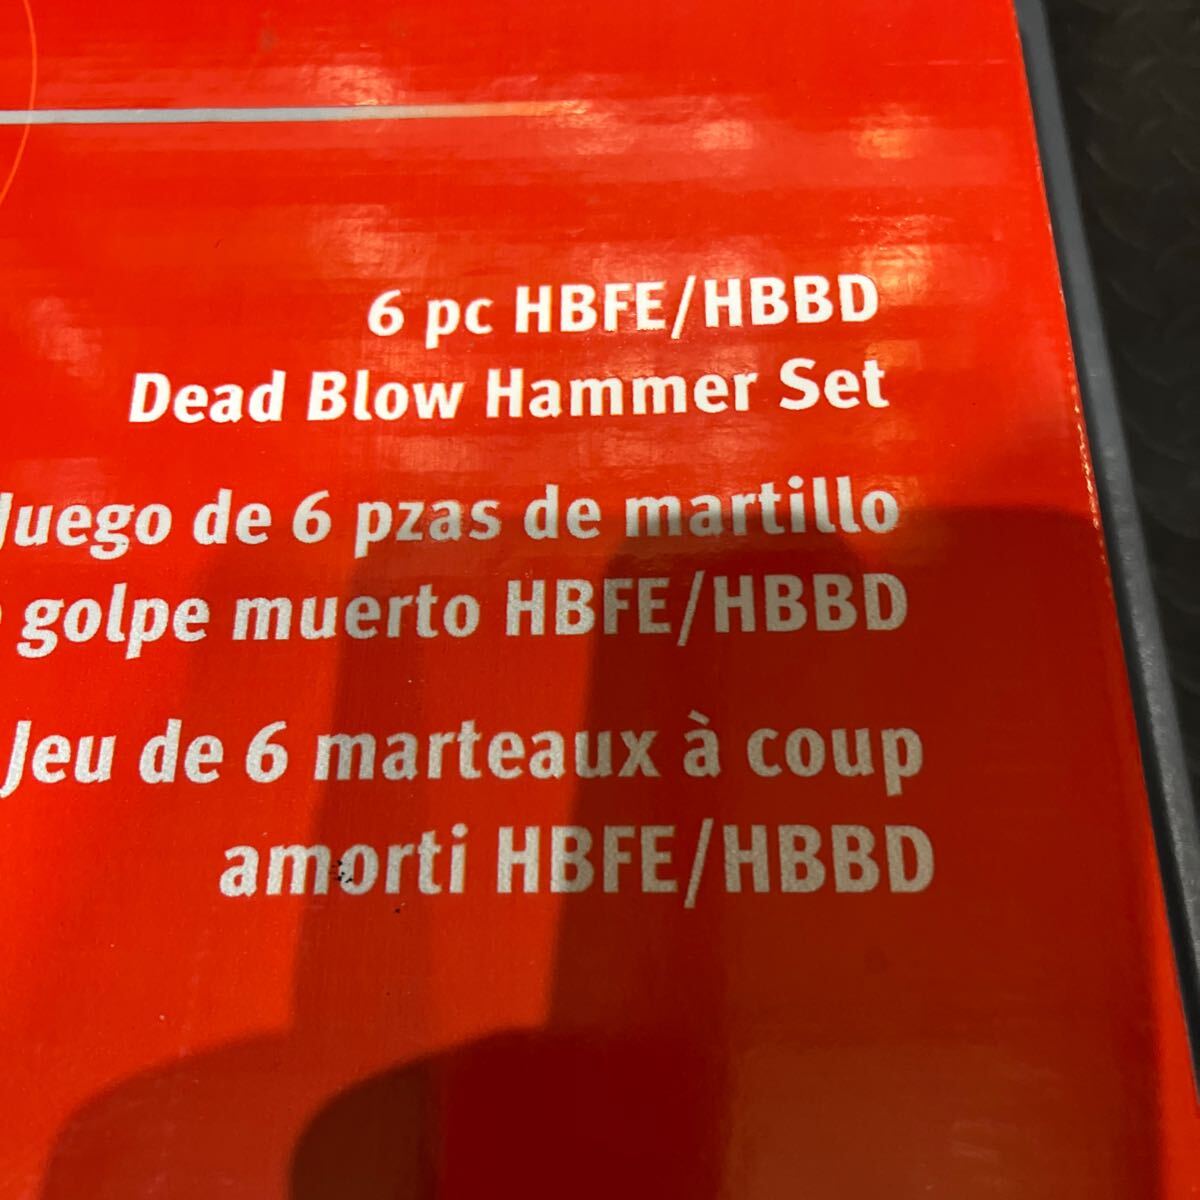 6 pc HBFE/HBBD
Dead Blow Hammer Set
Juego de 6 pzas de martillo
golpe muerto HBFE/HBBD
Jeu de 6 marteaux à coup
amorti HBFE/HBBD